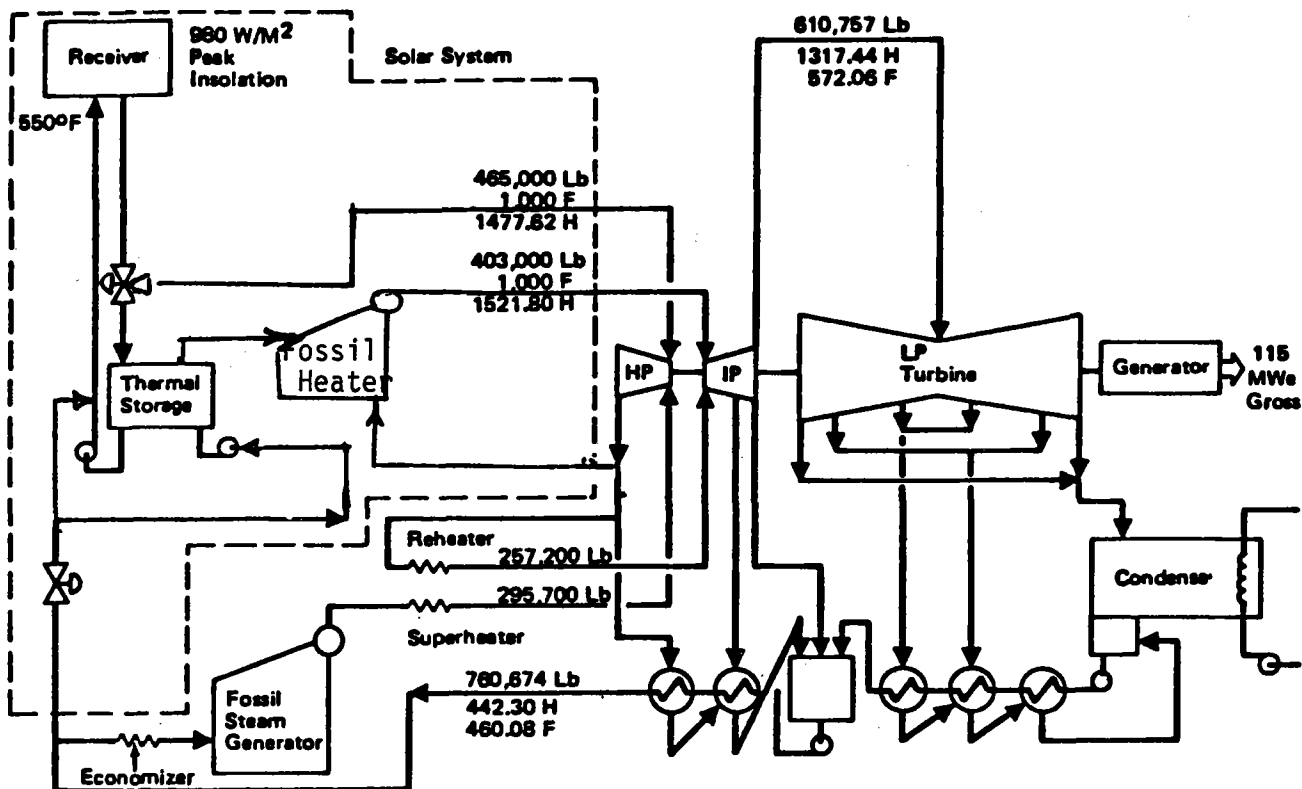 Receiver
980 W/M2
Peak
Insolation
Solar System
550°F
610,757 Lb
1317.44 H
572.06 F
465,000 Lb
1,000 F
1477.62 H
403,000 Lb
1,000 F
1521.80 H
Fossil
Heater
Thermal
Storage
HP
IP
LP
Turbine
Generator
115
MWe
Gross
Reheater
257,200 Lb
295,700 Lb
Superheater
Condenser
Fossil
Steam
Generator
760,674 Lb
442.30 H
460.08 F
Economizer